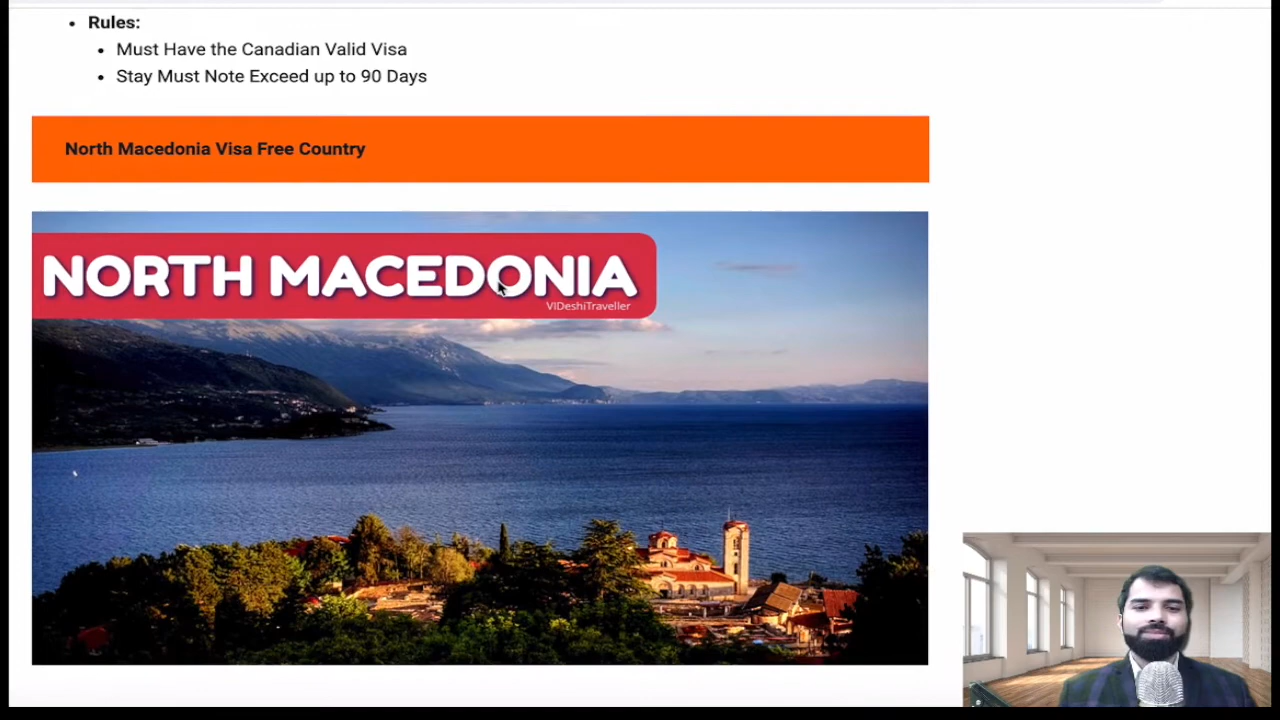 Rules:
Must Have the Canadian Valid Visa
Stay Must Note Exceed up to 90 Days
North Macedonia Visa Free Country
NORTH MACEDONIA
VIDeshiTraveller